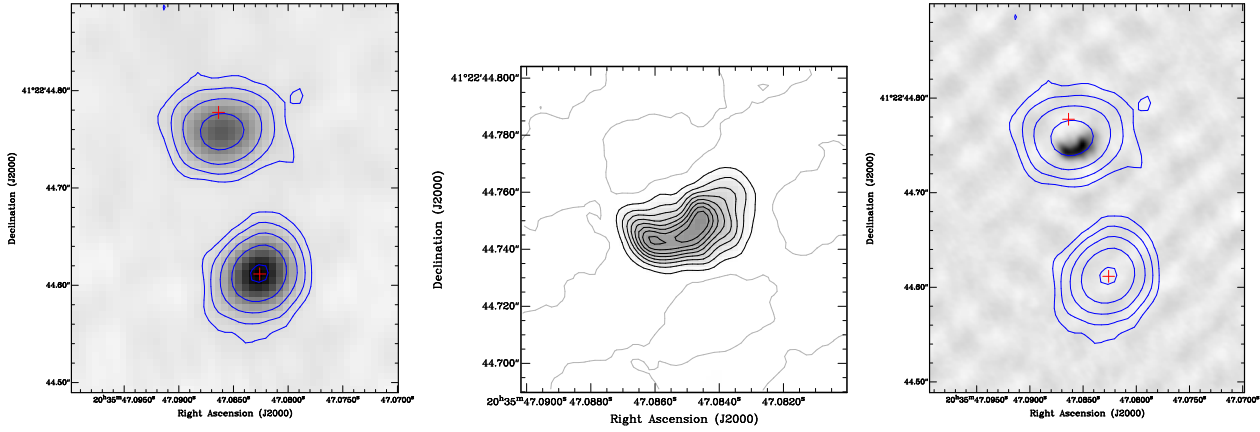 41°22′44.80″
44.70″
44.60″
44.50″
20ʰ35ᵐ47.0950ˢ 47.0900ˢ 47.0850ˢ 47.0800ˢ 47.0750ˢ 47.0700ˢ
Right Ascension (J2000)
Declination (J2000)
41°22′44.800″
44.780″
44.760″
44.740″
44.720″
44.700″
20ʰ35ᵐ47.0900ˢ 47.0880ˢ 47.0860ˢ 47.0840ˢ 47.0820ˢ
Right Ascension (J2000)
Declination (J2000)
41°22′44.80″
44.70″
44.60″
44.50″
20ʰ35ᵐ47.0950ˢ 47.0900ˢ 47.0850ˢ 47.0800ˢ 47.0750ˢ 47.0700ˢ
Right Ascension (J2000)
Declination (J2000)